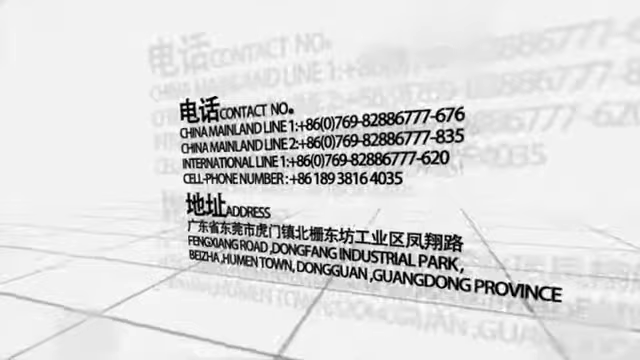 电话CONTACT NO.
CHINA MAINLAND LINE 1:+86(0)769-82886777-676
CHINA MAINLAND LINE 2:+86(0)769-82886777-835
INTERNATIONAL LINE 1:+86(0)769-82886777-620
CELL-PHONE NUMBER :+86 189 3816 4035
地址ADDRESS
广东省东莞市虎门镇北栅东坊工业区凤翔路
FENGXIANG ROAD ,DONGFANG INDUSTRIAL PARK,
BEIZHA ,HUMEN TOWN, DONGGUAN ,GUANGDONG PROVINCE